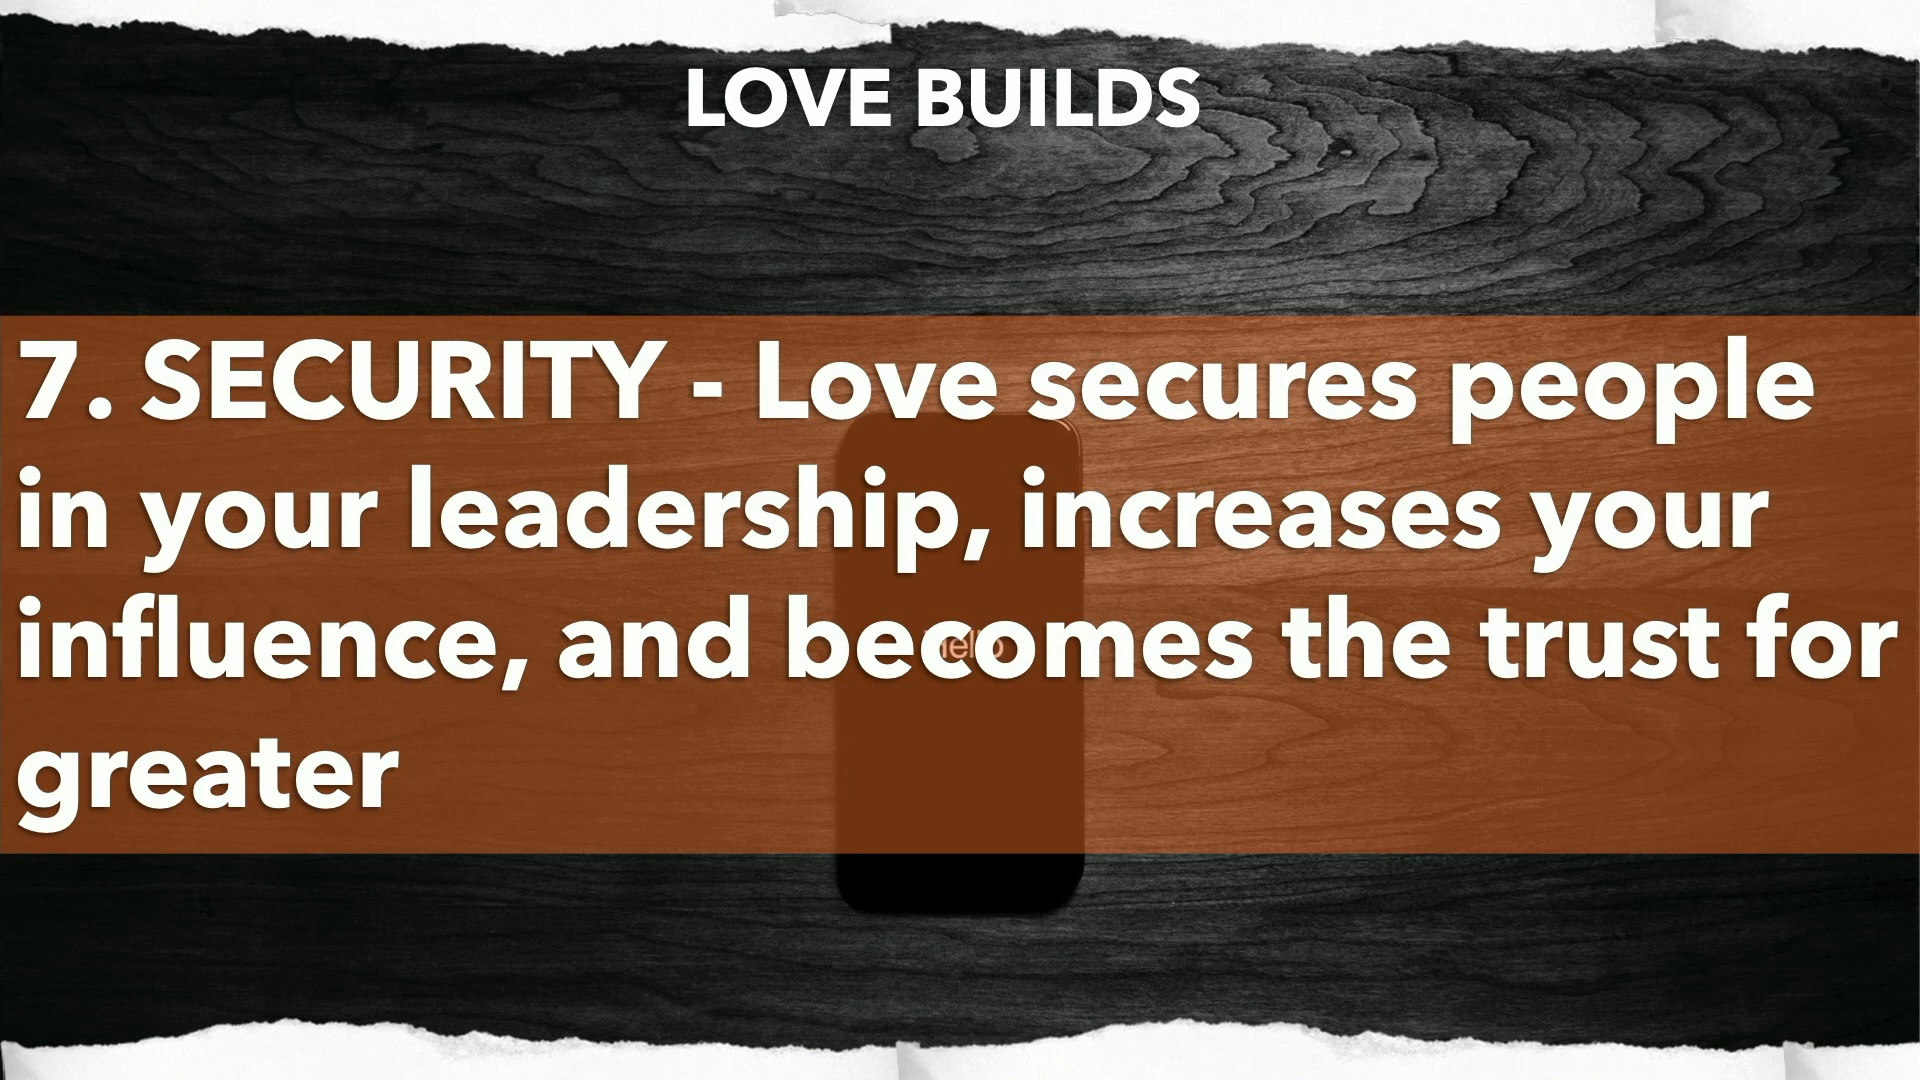 LOVE BUILDS
7. SECURITY - Love secures people
in your leadership, increases your
influence, and becomes the trust for
greater